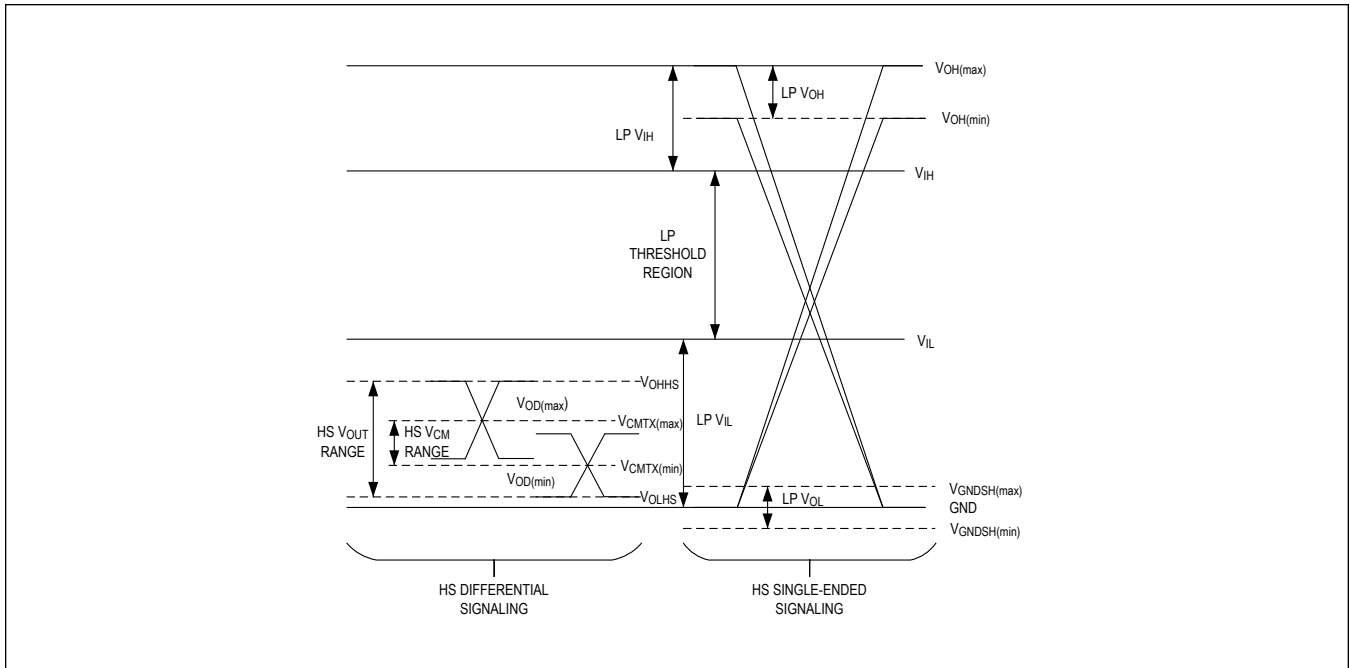 VOH(max)
LP VOH
VOH(min)
LP VIH
VIH
LP
THRESHOLD
REGION
VIL
VOHHS
VOD(max)
VCMTX(max)
LP VIL
HS VOUT
RANGE
HS VCM
RANGE
VCMTX(min)
VOD(min)
VOLHS
VGNDSH(max)
LP VOL
GND
VGNDSH(min)
HS DIFFERENTIAL
SIGNALING
HS SINGLE-ENDED
SIGNALING